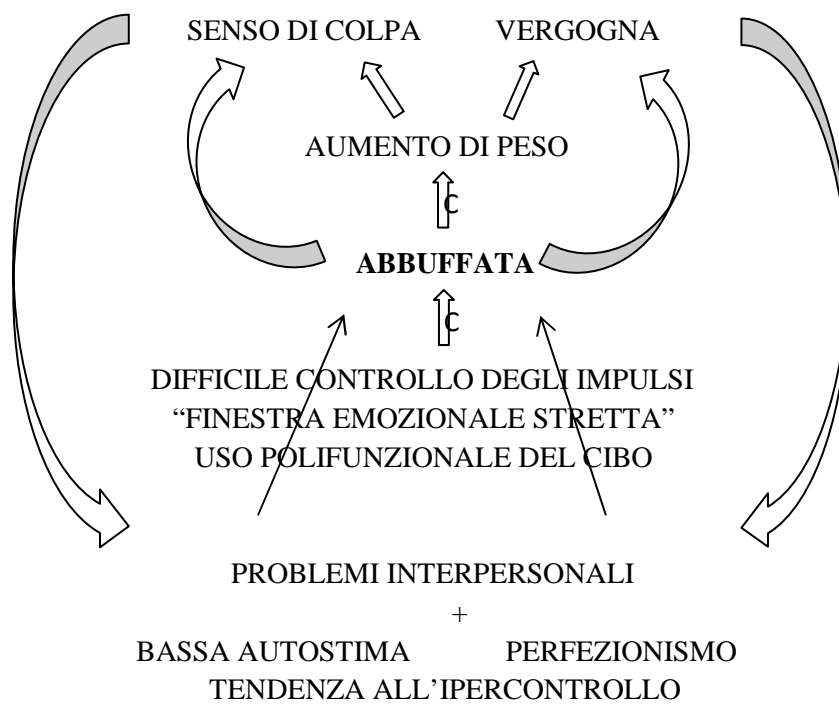 SENSO DI COLPA VERGOGNA
AUMENTO DI PESO
C
ABBUFFATA
C
DIFFICILE CONTROLLO DEGLI IMPULSI
“FINESTRA EMOZIONALE STRETTA”
USO POLIFUNZIONALE DEL CIBO
PROBLEMI INTERPERSONALI
+
BASSA AUTOSTIMA PERFEZIONISMO
TENDENZA ALL’IPERCONTROLLO